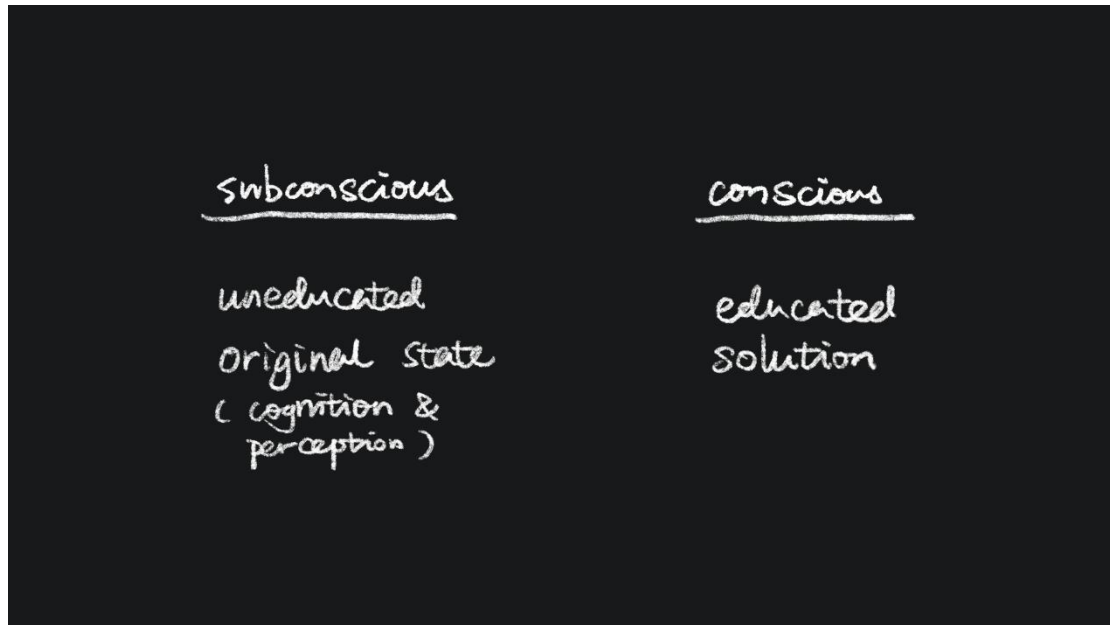 subconscious
uneducated
original state
( cognition &
perception )
conscious
educated
solution